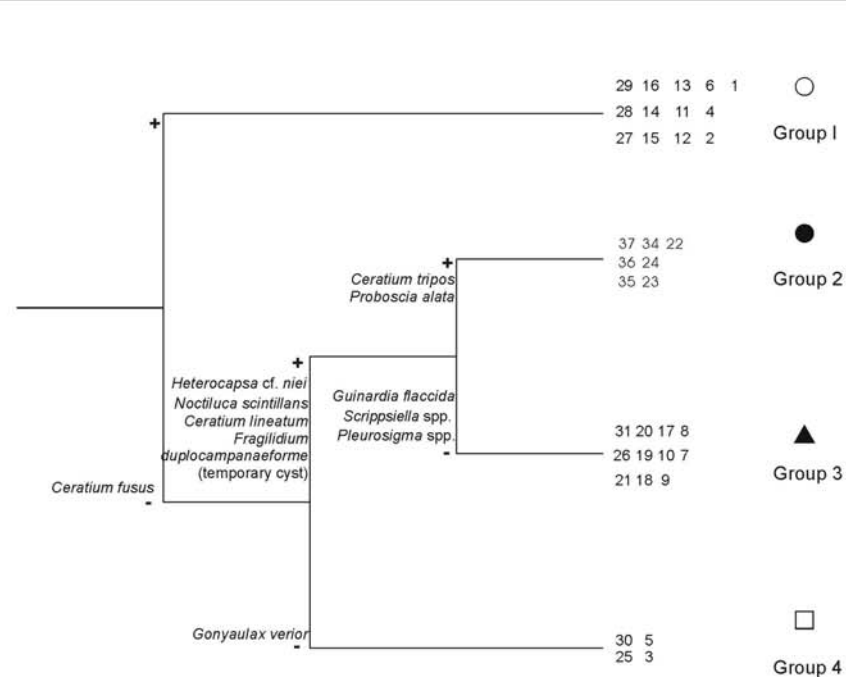 29 16 13 6 1
+
28 14 11 4
Group I
27 15 12 2
37 34 22
+
36 24
Ceratium tripos
Group 2
35 23
Proboscia alata
+
Heterocapsa cf. niei
Guinardia flaccida
Noctiluca scintillans
Scrippsiella spp.
Ceratium lineatum
31 20 17 8
Fragilidium
Pleurosigma spp.
duplocampanaeforme
-
26 19 10 7
(temporary cyst)
Group 3
21 18 9
Ceratium fusus
-
Gonyaulax verior
-
30 5
25 3
Group 4